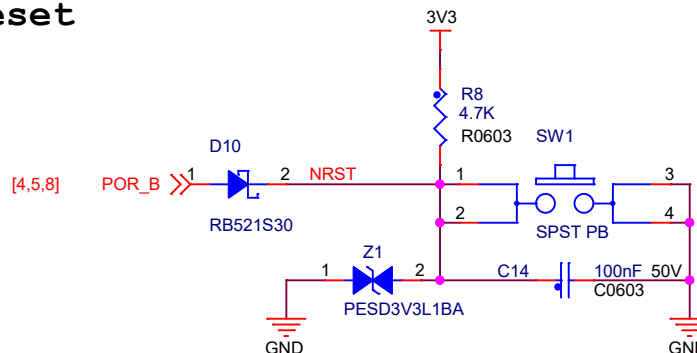 eset
3V3
R8
4.7K
R0603
SW1
D10
[4,5,8] POR_B 1 2 NRST 1 3
RB521S30 2 4
SPST PB
Z1
1 2 C14 100nF 50V
PESD3V3L1BA C0603
GND GND